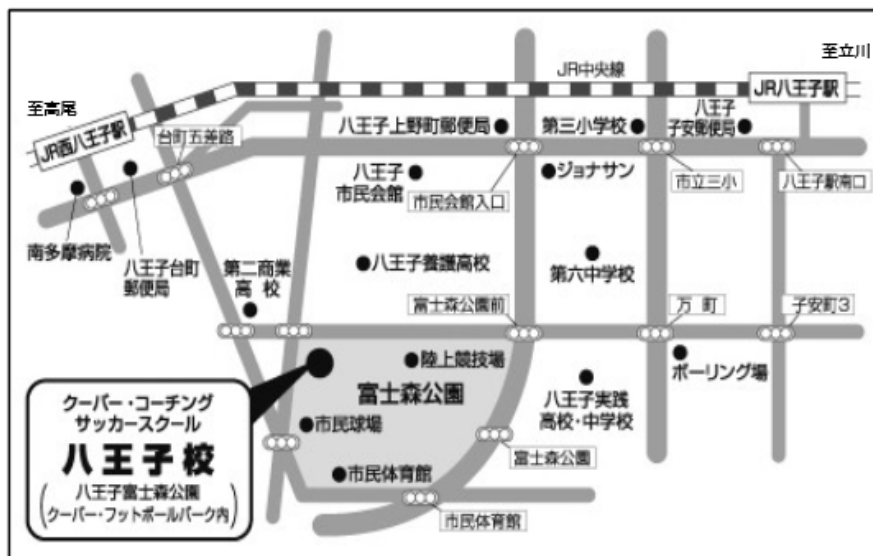 至立川
JR中央線
JR八王子駅
至高尾
JR西八王子駅
台町五差路
八王子上野町郵便局
第三小学校
八王子
子安郵便局
八王子
市民会館
市民会館入口
ジョナサン
市立三小
八王子駅南口
南多摩病院
八王子台町
郵便局
第二商業
高校
八王子養護高校
第六中学校
富士森公園前
万町
子安町3
陸上競技場
富士森公園
ボーリング場
八王子実践
高校・中学校
クーバー・コーチング
サッカースクール
八王子校
(八王子富士森公園
クーバー・フットボールパーク内)
市民球場
富士森公園
市民体育館
市民体育館